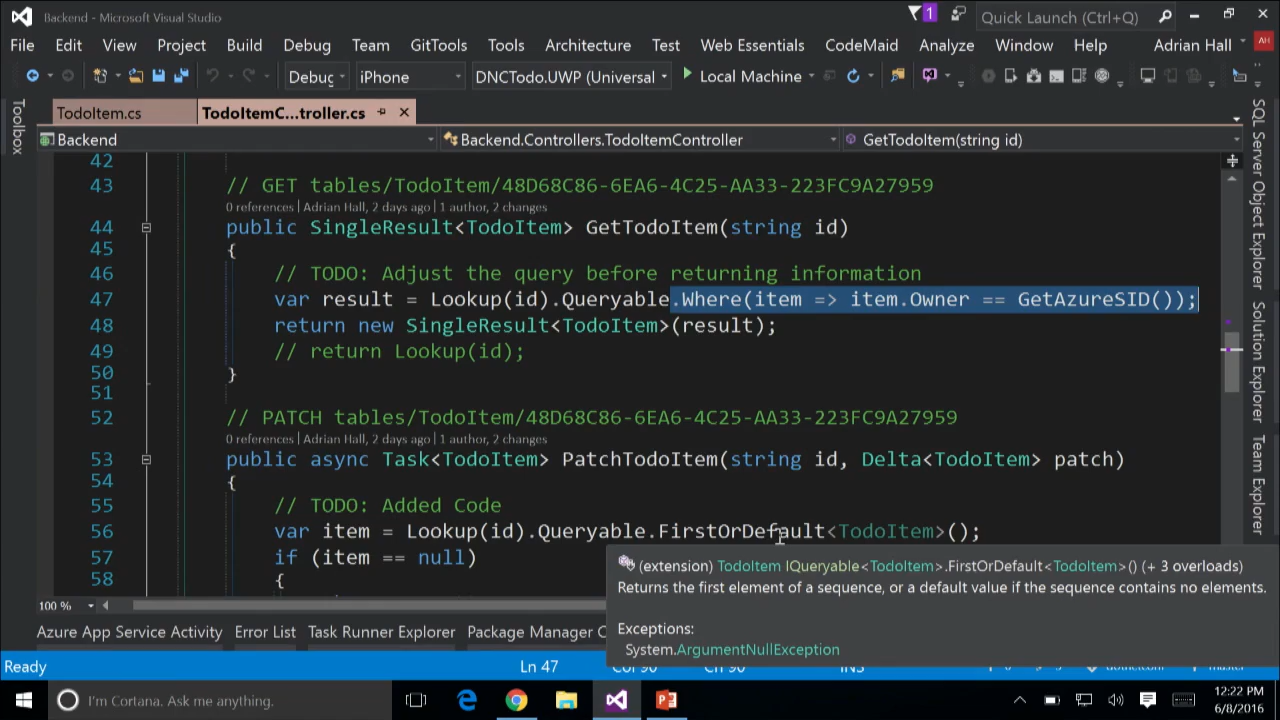 Backend - Microsoft Visual Studio
1
Quick Launch (Ctrl+Q)
File Edit View Project Build Debug Team GitTools Tools Architecture Test Web Essentials CodeMaid Analyze Window Help Adrian Hall AH
Debug iPhone DNCTodo.UWP (Universal Local Machine
TodoItem.cs TodoItemC...troller.cs
Backend Backend.Controllers.TodoItemController GetTodoItem(string id)
Toolbox
SQL Server Object Explorer
Solution Explorer
Team Explorer
42
43 // GET tables/TodoItem/48D68C86-6EA6-4C25-AA33-223FC9A27959
0 references | Adrian Hall, 2 days ago | 1 author, 2 changes
44 public SingleResult<TodoItem> GetTodoItem(string id)
45 {
46 // TODO: Adjust the query before returning information
47 var result = Lookup(id).Queryable.Where(item => item.Owner == GetAzureSID());
48 return new SingleResult<TodoItem>(result);
49 // return Lookup(id);
50 }
51
52 // PATCH tables/TodoItem/48D68C86-6EA6-4C25-AA33-223FC9A27959
0 references | Adrian Hall, 2 days ago | 1 author, 2 changes
53 public async Task<TodoItem> PatchTodoItem(string id, Delta<TodoItem> patch)
54 {
55 // TODO: Added Code
56 var item = Lookup(id).Queryable.FirstOrDefault<TodoItem>();
57 if (item == null)
58 {
(extension) TodoItem IQueryable<TodoItem>.FirstOrDefault<TodoItem>() (+ 3 overloads)
Returns the first element of a sequence, or a default value if the sequence contains no elements.
Exceptions:
System.ArgumentNullException
100 %
Azure App Service Activity Error List Task Runner Explorer Package Manager C
Ready Ln 47 Col 90 Ch 90 INS
I'm Cortana. Ask me anything.
12:22 PM
6/8/2016